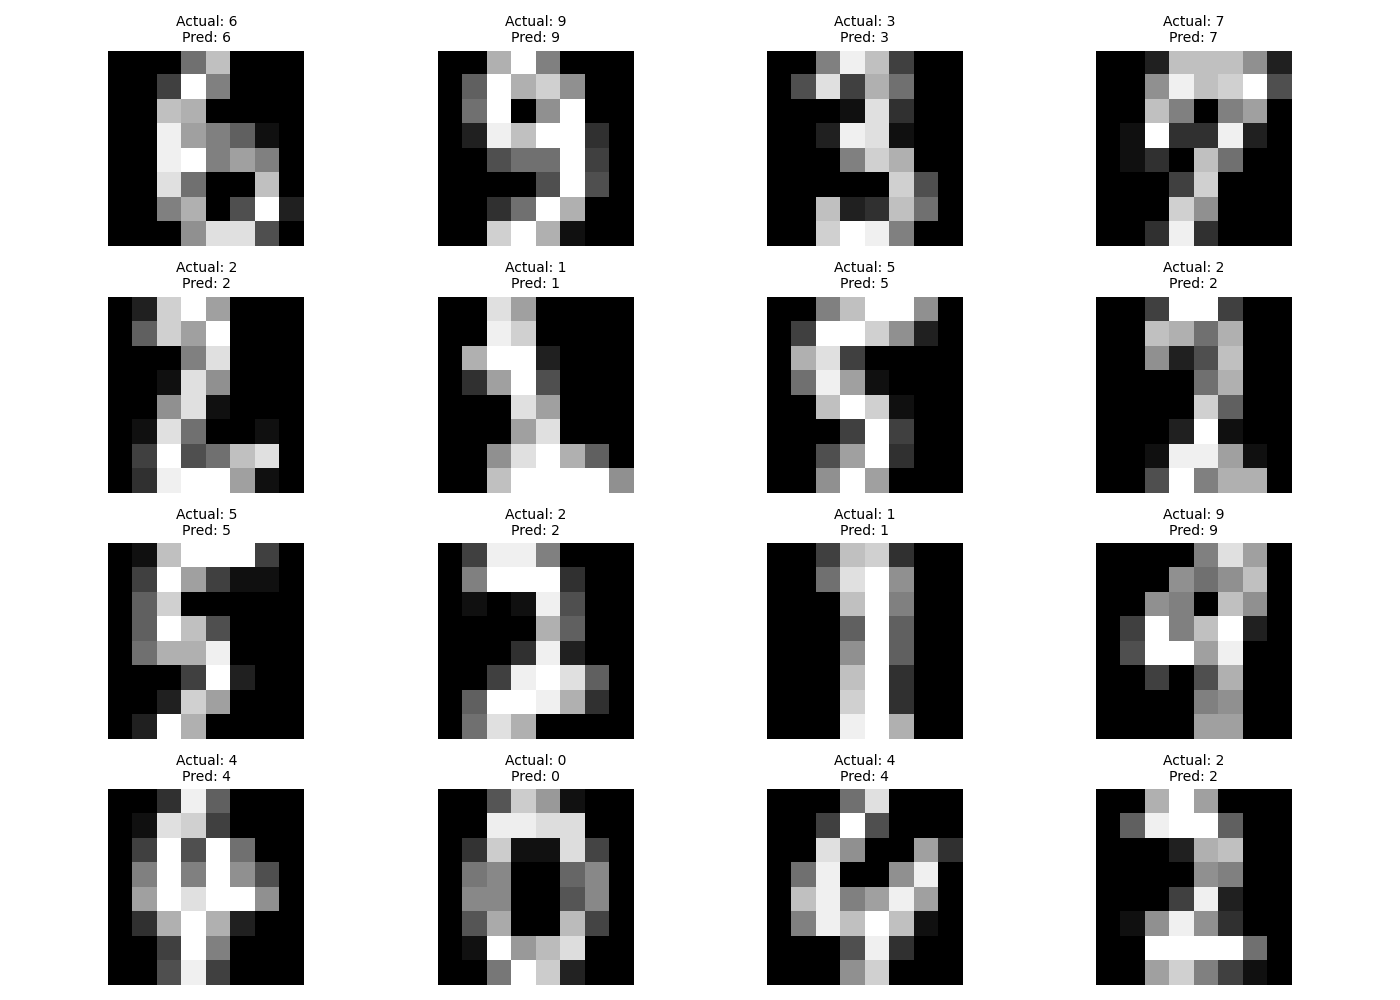 Actual: 6
Pred: 6
Actual: 9
Pred: 9
Actual: 3
Pred: 3
Actual: 7
Pred: 7
Actual: 2
Pred: 2
Actual: 1
Pred: 1
Actual: 5
Pred: 5
Actual: 2
Pred: 2
Actual: 5
Pred: 5
Actual: 2
Pred: 2
Actual: 1
Pred: 1
Actual: 9
Pred: 9
Actual: 4
Pred: 4
Actual: 0
Pred: 0
Actual: 4
Pred: 4
Actual: 2
Pred: 2